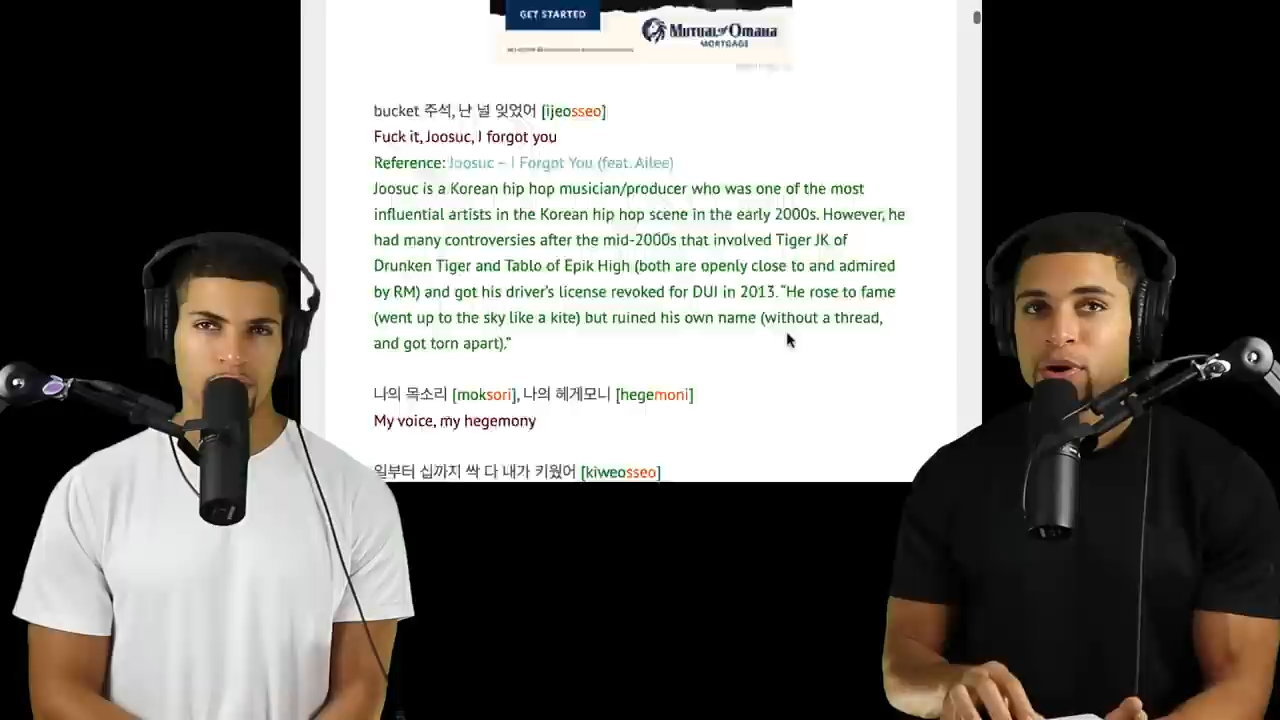 GET STARTED
Mutual of Omaha
MORTGAGE
bucket 주석, 난 널 잊었어 [ijeosseo]
Fuck it, Joosuc, I forgot you
Reference: Joosuc – I Forgot You (feat. Ailee)
Joosuc is a Korean hip hop musician/producer who was one of the most
influential artists in the Korean hip hop scene in the early 2000s. However, he
had many controversies after the mid-2000s that involved Tiger JK of
Drunken Tiger and Tablo of Epik High (both are openly close to and admired
by RM) and got his driver’s license revoked for DUI in 2013. “He rose to fame
(went up to the sky like a kite) but ruined his own name (without a thread,
and got torn apart).”
나의 목소리 [moksori], 나의 헤게모니 [hegemoni]
My voice, my hegemony
일부터 십까지 싹 다 내가 키웠어 [kiweosseo]